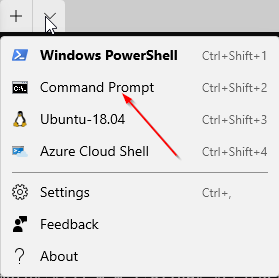 Windows PowerShell Ctrl+Shift+1
Command Prompt Ctrl+Shift+2
Ubuntu-18.04 Ctrl+Shift+3
Azure Cloud Shell Ctrl+Shift+4
Settings Ctrl+,
Feedback
About